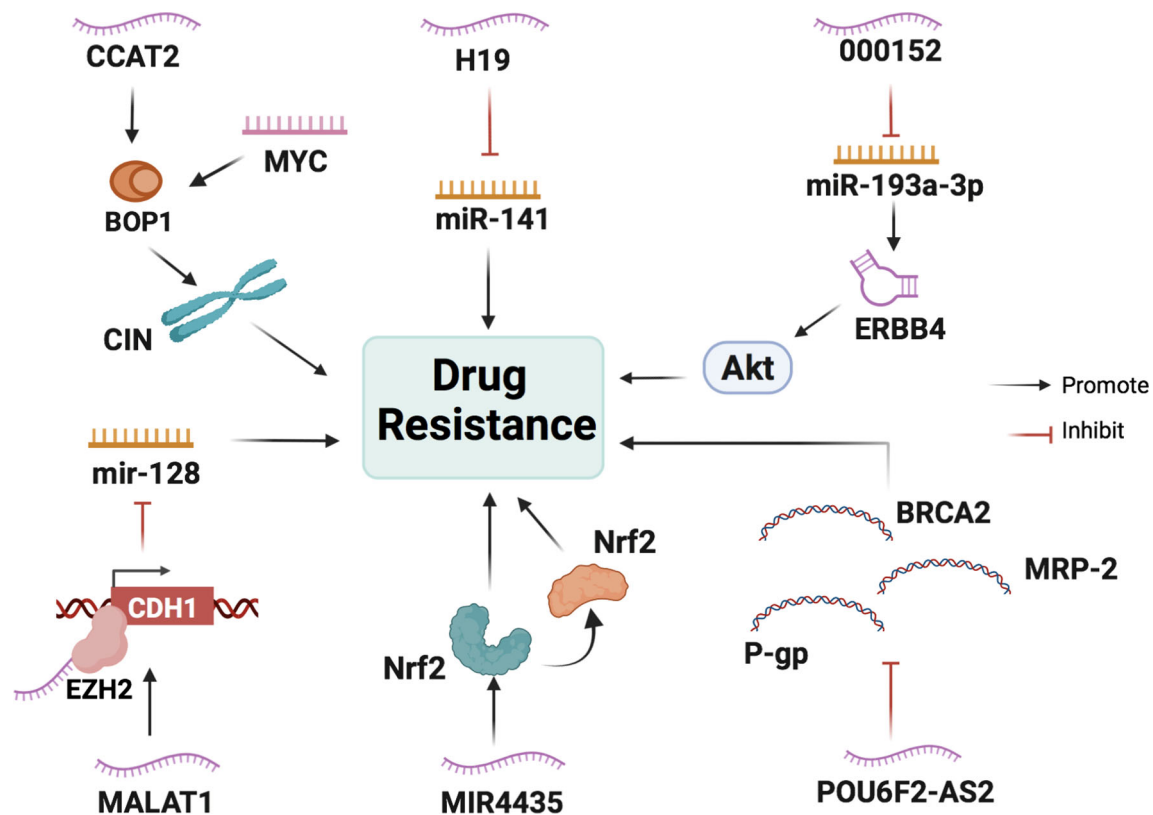 CCAT2
H19
000152
MYC
BOP1
miR-141
miR-193a-3p
CIN
ERBB4
Akt
Drug
Resistance
Promote
Inhibit
mir-128
BRCA2
Nrf2
MRP-2
CDH1
P-gp
Nrf2
EZH2
MALAT1
MIR4435
POU6F2-AS2